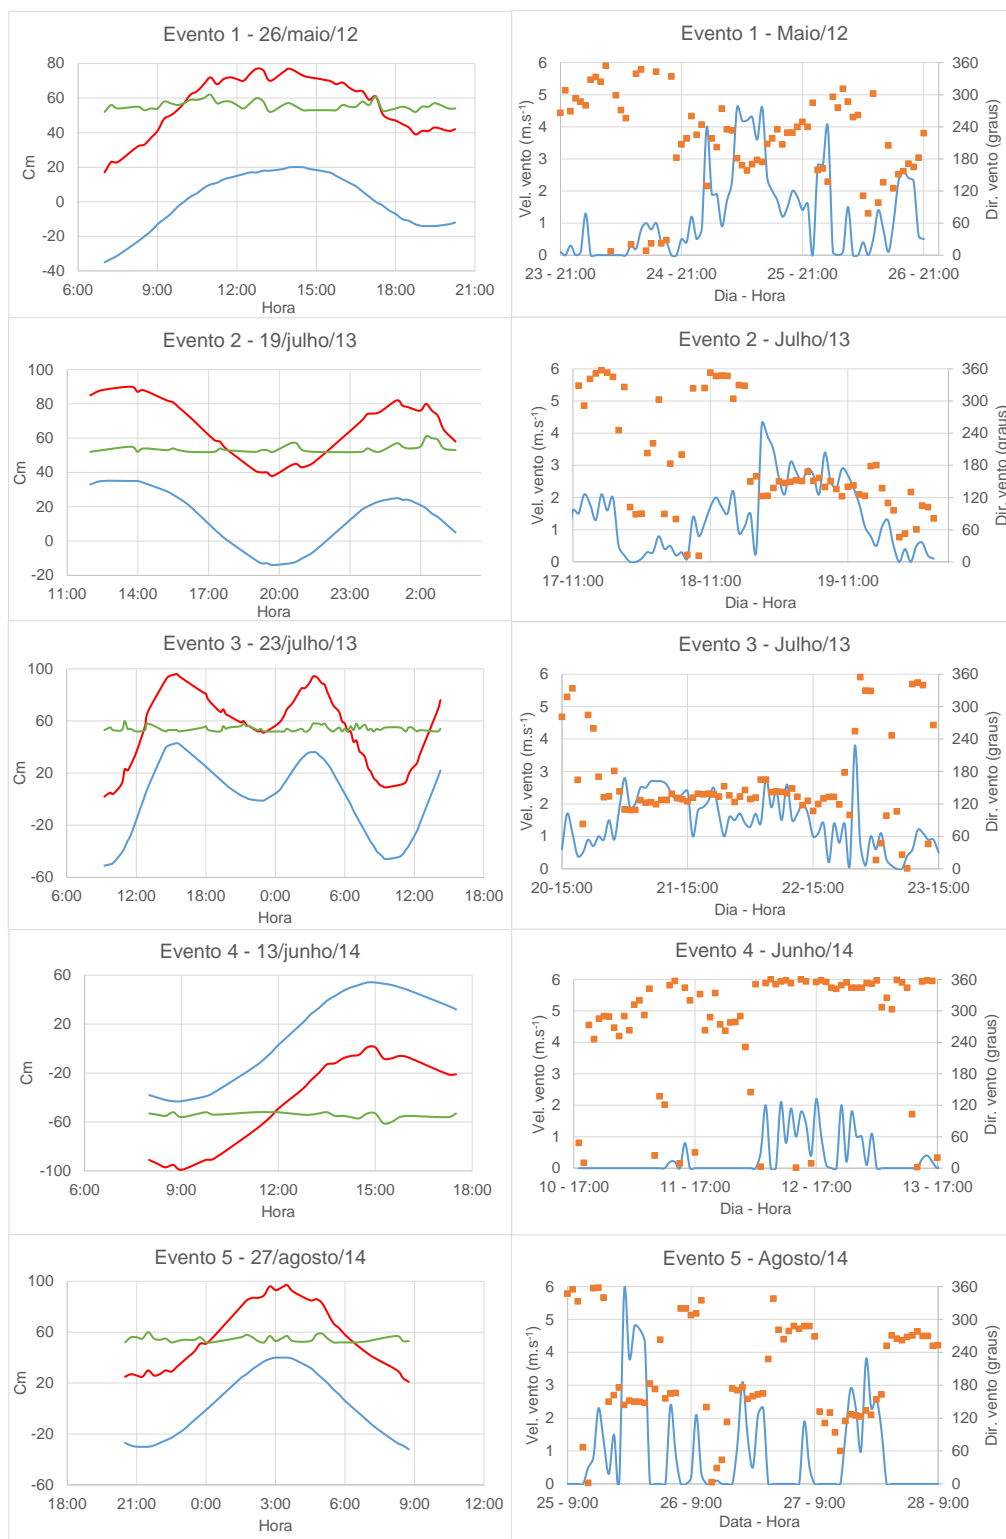 Evento 1 - 26/maio/12
80
60
40
20
0
-20
-40
Cm
6:00 9:00 12:00 15:00 18:00 21:00
Hora
Evento 1 - Maio/12
6
5
4
3
2
1
0
Vel. vento (m.s-1)
360
300
240
180
120
60
0
Dir. vento (graus)
23 - 21:00 24 - 21:00 25 - 21:00 26 - 21:00
Dia - Hora
Evento 2 - 19/julho/13
100
80
60
40
20
0
-20
Cm
11:00 14:00 17:00 20:00 23:00 2:00
Hora
Evento 2 - Julho/13
6
5
4
3
2
1
0
Vel. vento (m.s-1)
360
300
240
180
120
60
0
Dir. vento (graus)
17-11:00 18-11:00 19-11:00
Dia - Hora
Evento 3 - 23/julho/13
100
60
20
-20
-60
Cm
6:00 12:00 18:00 0:00 6:00 12:00 18:00
Hora
Evento 3 - Julho/13
6
5
4
3
2
1
0
Vel. vento (m.s-1)
360
300
240
180
120
60
0
Dir. vento (graus)
20-15:00 21-15:00 22-15:00 23-15:00
Dia - Hora
Evento 4 - 13/junho/14
60
20
-20
-60
-100
Cm
6:00 9:00 12:00 15:00 18:00
Hora
Evento 4 - Junho/14
6
5
4
3
2
1
0
Vel. vento (m.s-1)
360
300
240
180
120
60
0
Dir. vento (graus)
10 - 17:00 11 - 17:00 12 - 17:00 13 - 17:00
Dia - Hora
Evento 5 - 27/agosto/14
100
60
20
-20
-60
Cm
18:00 21:00 0:00 3:00 6:00 9:00 12:00
Hora
Evento 5 - Agosto/14
6
5
4
3
2
1
0
Vel. vento (m.s-1)
360
300
240
180
120
60
0
Dir. vento (graus)
25 - 9:00 26 - 9:00 27 - 9:00 28 - 9:00
Data - Hora